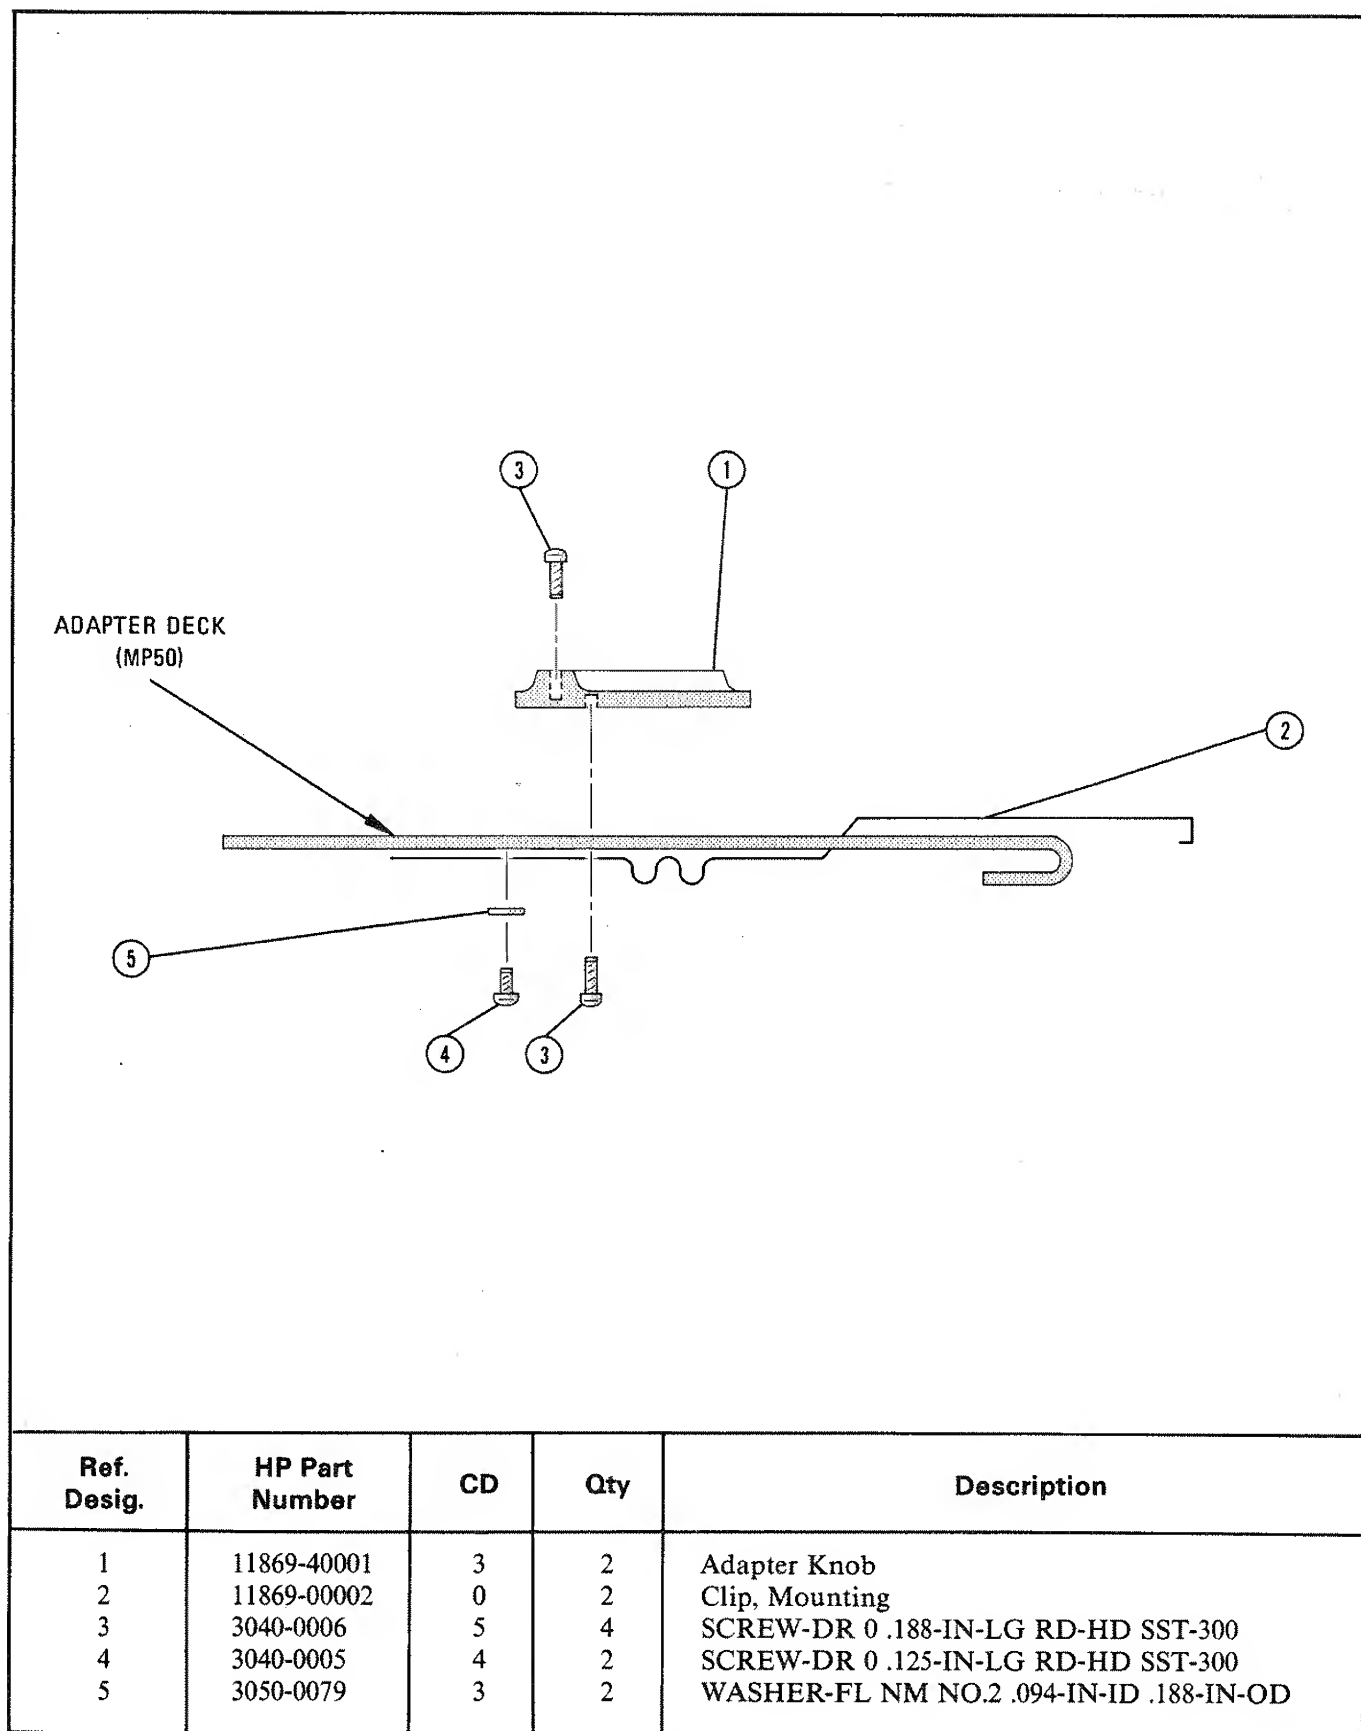 3 1
ADAPTER DECK
(MP50)
2
5
4 3
Ref. Desig. HP Part Number CD Qty Description
1 11869-40001 3 2 Adapter Knob
2 11869-00002 0 2 Clip, Mounting
3 3040-0006 5 4 SCREW-DR 0 .188-IN-LG RD-HD SST-300
4 3040-0005 4 2 SCREW-DR 0 .125-IN-LG RD-HD SST-300
5 3050-0079 3 2 WASHER-FL NM NO.2 .094-IN-ID .188-IN-OD